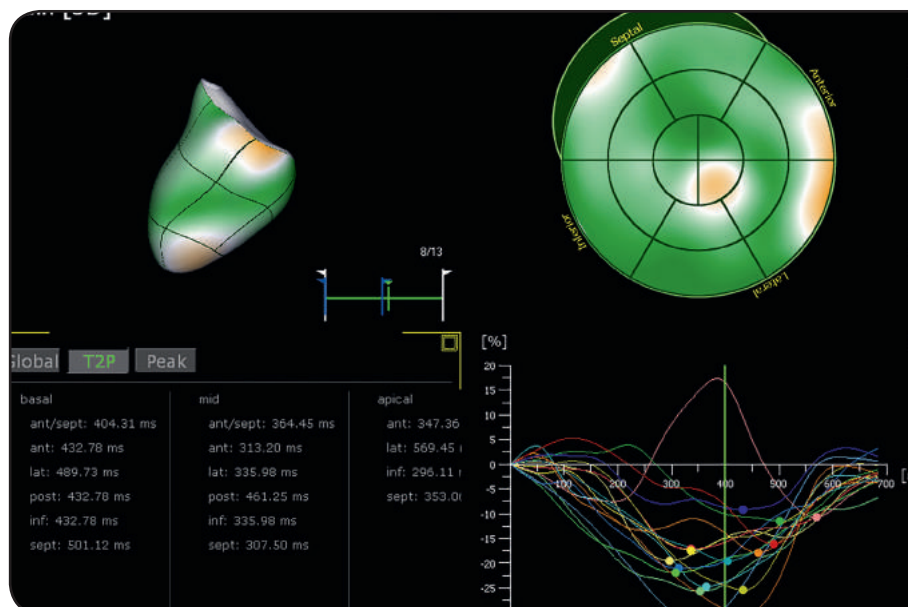 [3D]
Septal
Anterior
Inferior
Lateral
8/13
Global T2P Peak
basal mid apical
ant/sept: 404.31 ms ant/sept: 364.45 ms ant: 347.36
ant: 432.78 ms ant: 313.20 ms lat: 569.45
lat: 489.73 ms lat: 335.98 ms inf: 296.11
post: 432.78 ms post: 461.25 ms sept: 353.0
inf: 432.78 ms inf: 335.98 ms
sept: 501.12 ms sept: 307.50 ms
[%]
20
15
10
5
0
-5
-10
-15
-20
-25
100 200 300 400 500 600 700 [